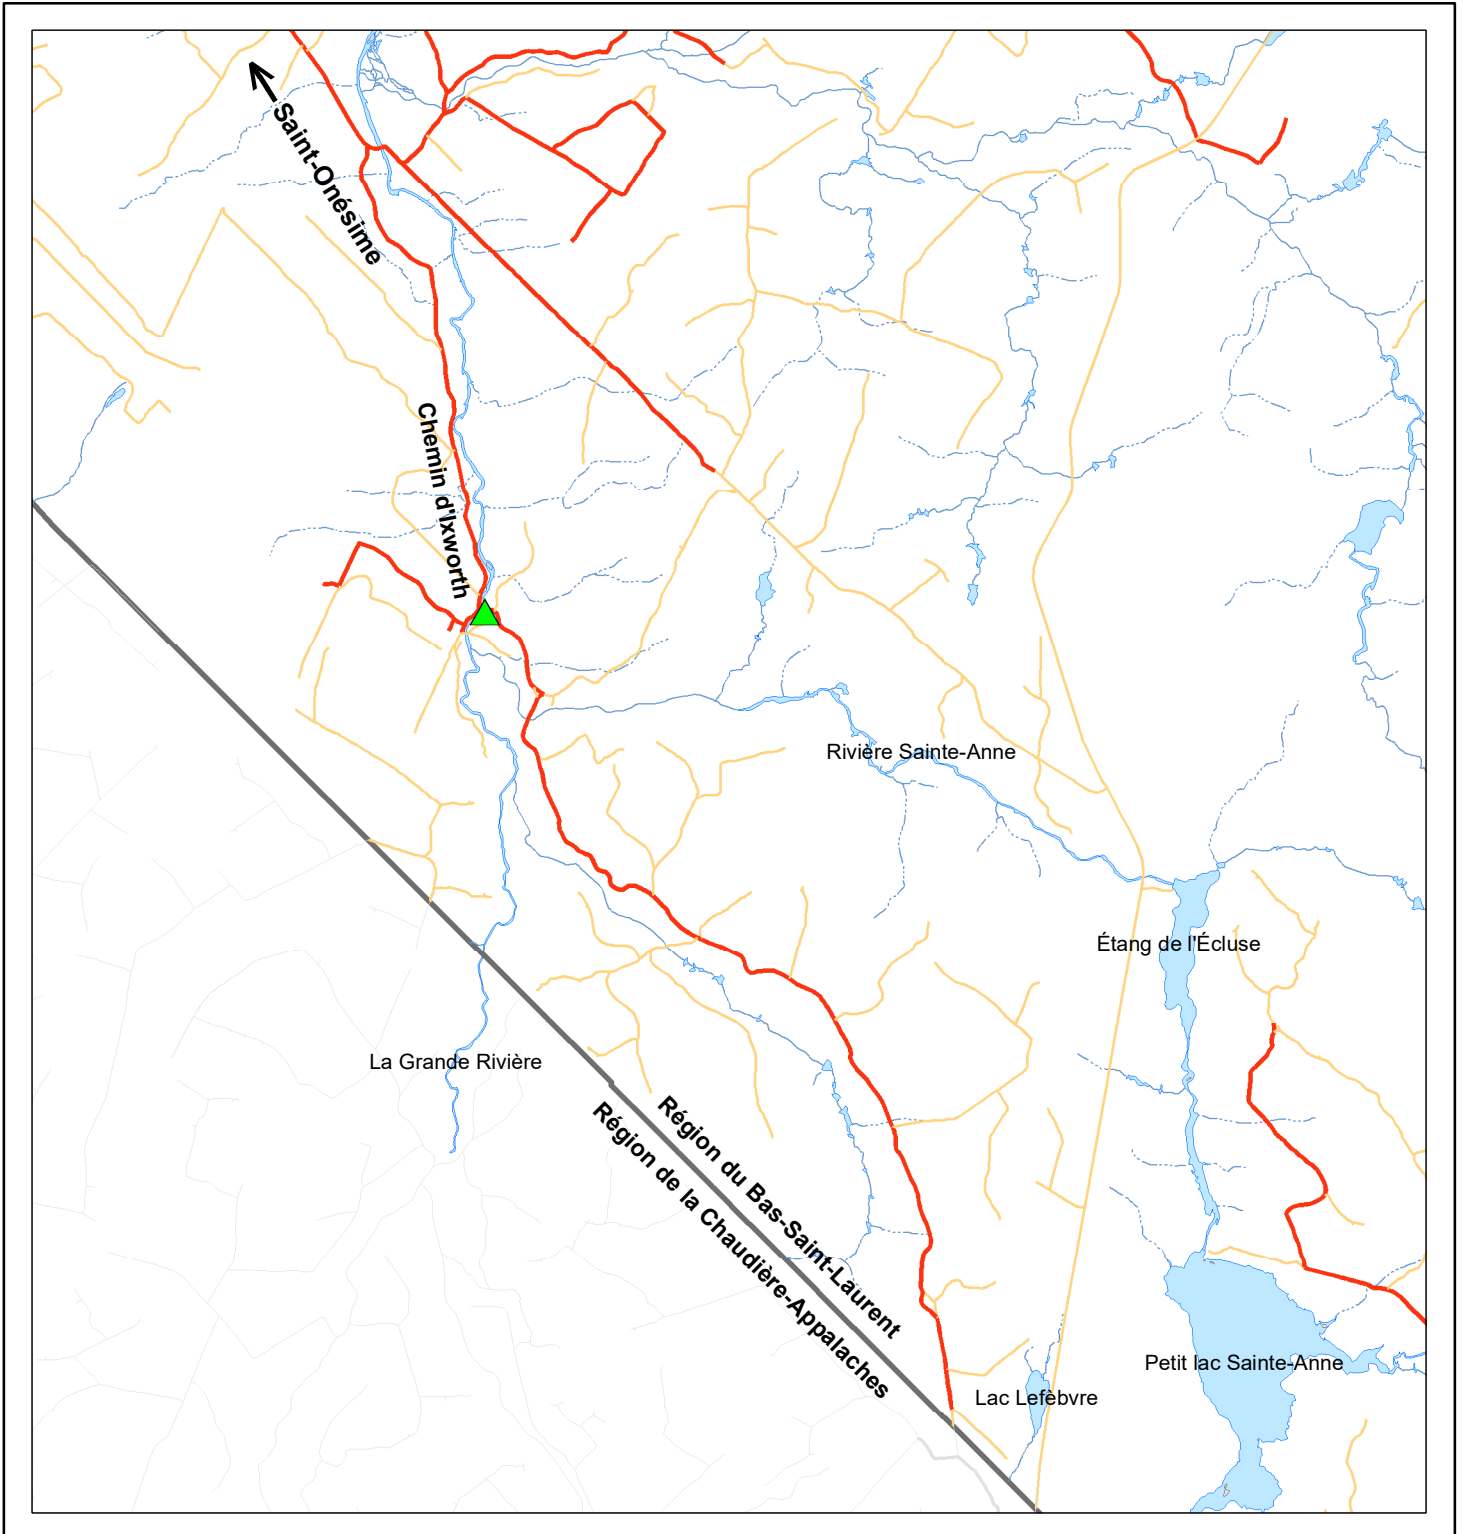 Saint-Onésime
Chemin d'Ixworth
Rivière Sainte-Anne
Étang de l'Écluse
La Grande Rivière
Région du Bas-Saint-Laurent
Région de la Chaudière-Appalaches
Petit lac Sainte-Anne
Lac Lefèbvre